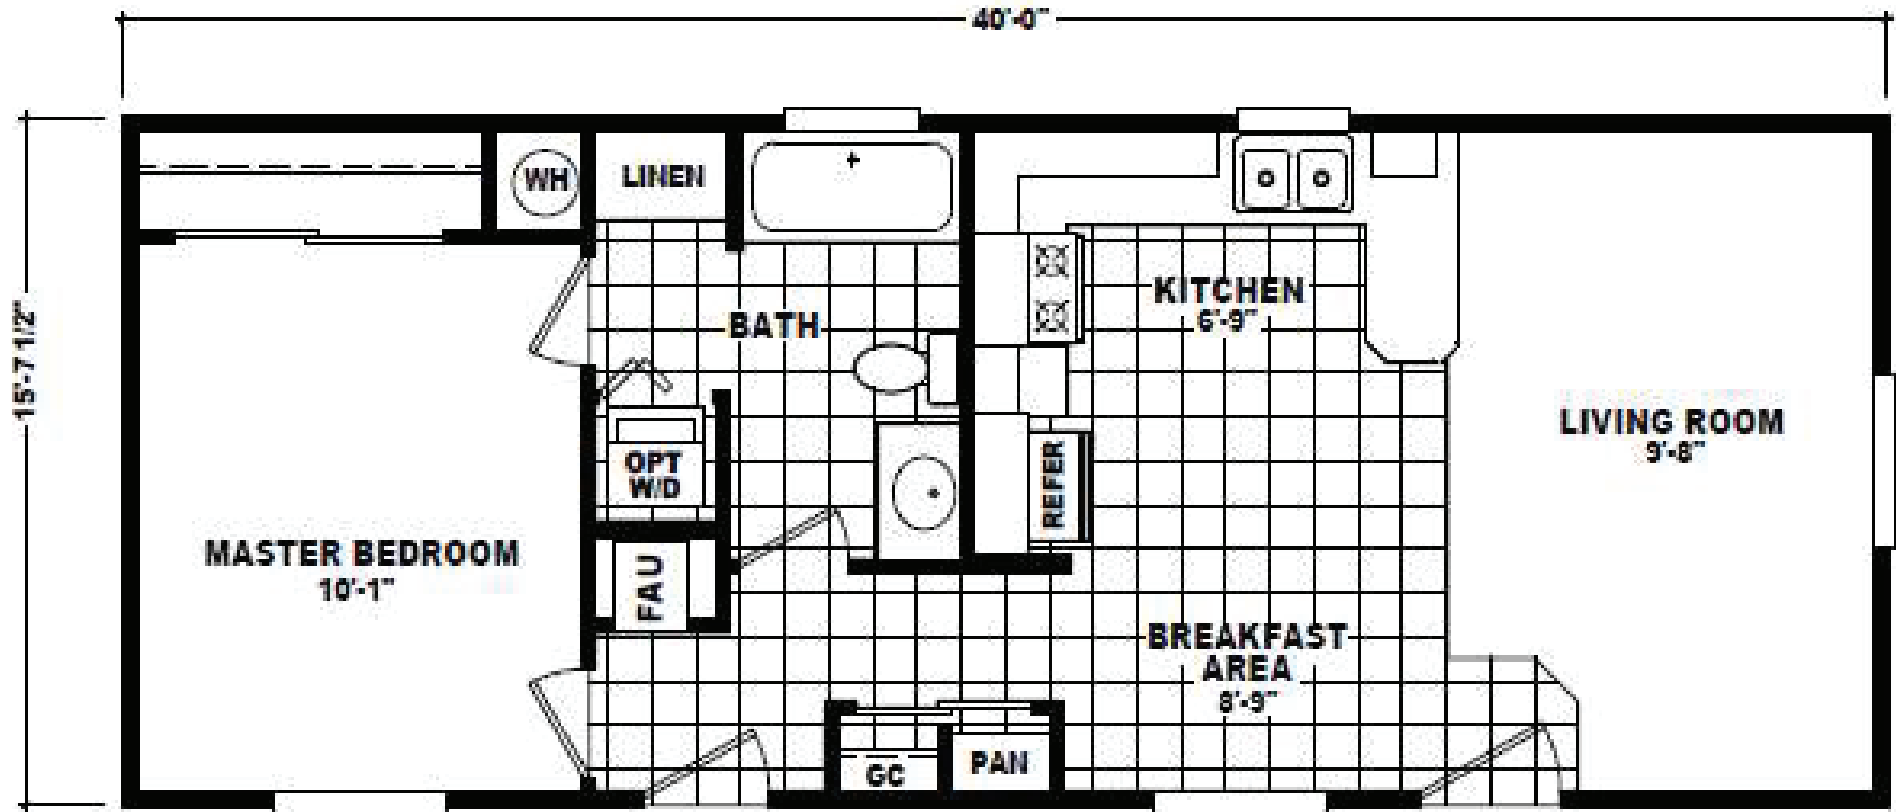 40'-0"
15'-7 1/2"
WH
LINEN
BATH
KITCHEN
6'-9"
LIVING ROOM
9'-8"
OPT
W/D
REFER
MASTER BEDROOM
10'-1"
FAU
BREAKFAST
AREA
8'-9"
GC
PAN